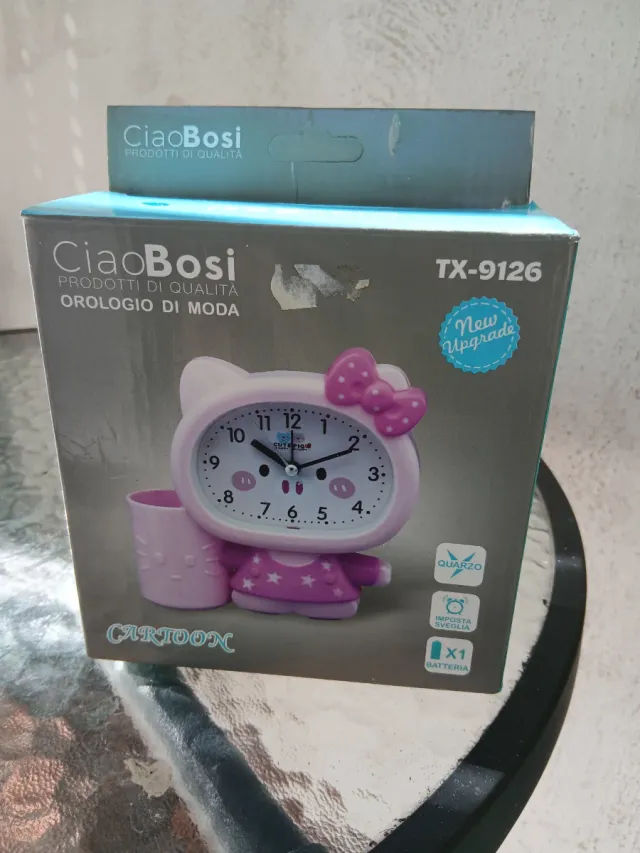 CiaoBosi
PRODOTTI DI QUALITÀ
CiaoBosi
PRODOTTI DI QUALITÀ
OROLOGIO DI MODA
TX-9126
New
Upgrade
12
11 1
10 2
9 3
8 4
7 5
6
QUARZO
IMPOSTA
SVEGLIA
X1
BATTERIA
CARTOON